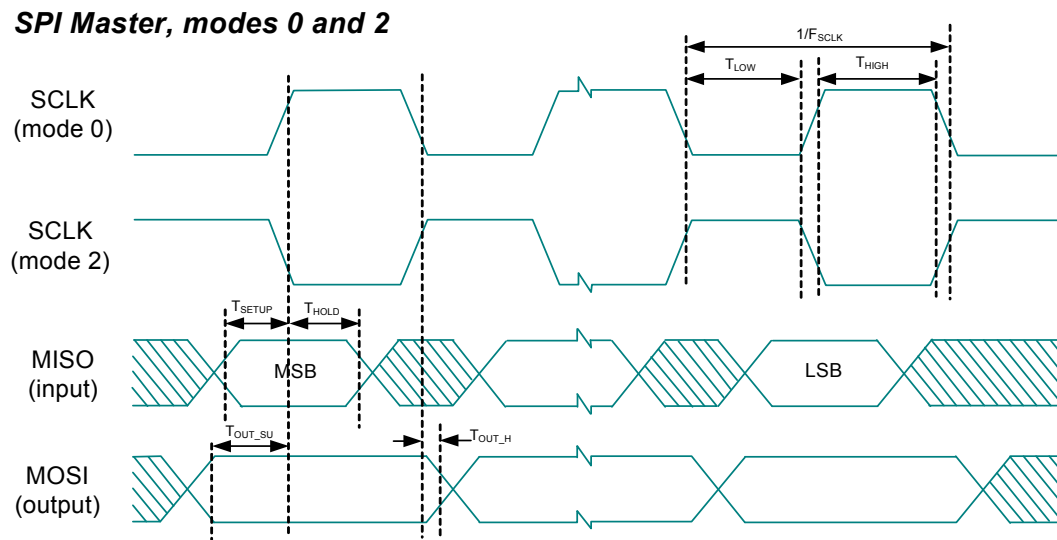 SPI Master, modes 0 and 2
1/FSCLK
TLOW
THIGH
SCLK
(mode 0)
SCLK
(mode 2)
TSETUP
THOLD
MISO
(input)
MSB
LSB
TOUT_SU
TOUT_H
MOSI
(output)